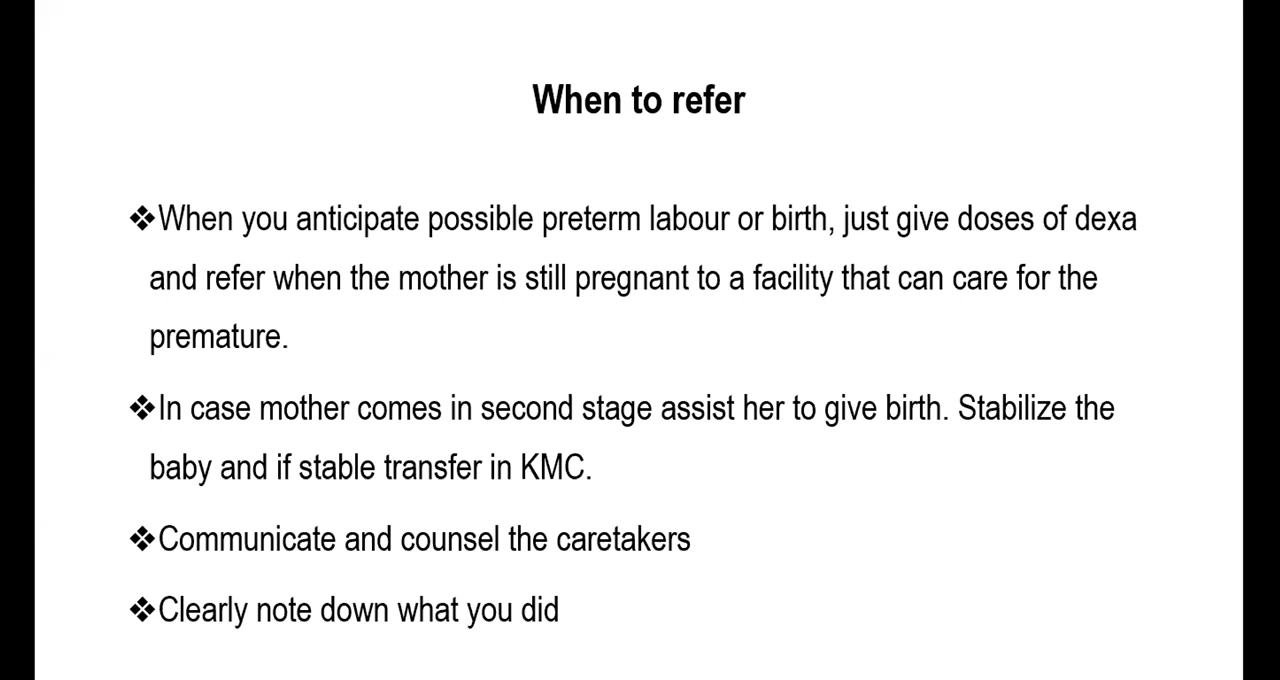 When to refer
❖When you anticipate possible preterm labour or birth, just give doses of dexa
and refer when the mother is still pregnant to a facility that can care for the
premature.
❖In case mother comes in second stage assist her to give birth. Stabilize the
baby and if stable transfer in KMC.
❖Communicate and counsel the caretakers
❖Clearly note down what you did